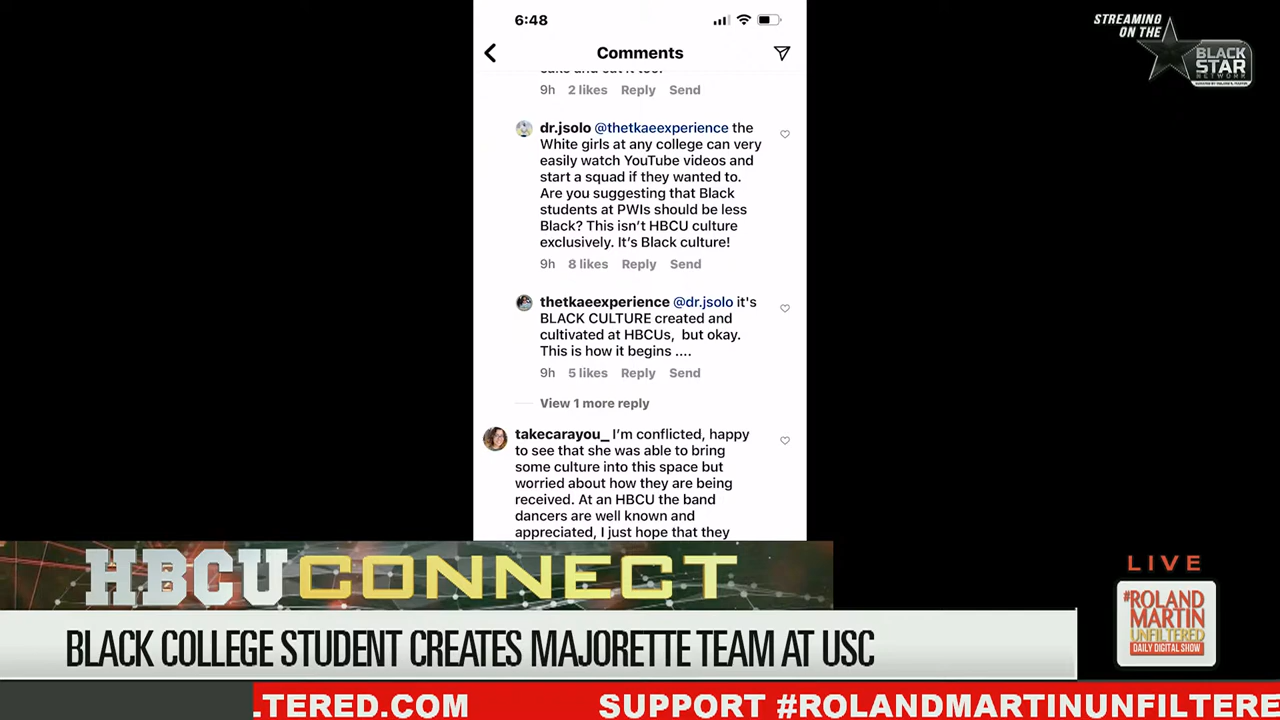 6:48
STREAMING
ON THE
BLACK
STAR
NETWORK
Comments
9h 2 likes Reply Send
dr.jsolo @thetkaeexperience the
White girls at any college can very
easily watch YouTube videos and
start a squad if they wanted to.
Are you suggesting that Black
students at PWIs should be less
Black? This isn't HBCU culture
exclusively. It's Black culture!
9h 8 likes Reply Send
thetkaeexperience @dr.jsolo it's
BLACK CULTURE created and
cultivated at HBCUs, but okay.
This is how it begins ....
9h 5 likes Reply Send
View 1 more reply
takecarayou_ I'm conflicted, happy
to see that she was able to bring
some culture into this space but
worried about how they are being
received. At an HBCU the band
dancers are well known and
appreciated, I just hope that they
HBCU CONNECT
BLACK COLLEGE STUDENT CREATES MAJORETTE TEAM AT USC
LIVE
#ROLAND
MARTIN
UNFILTERED
DAILY DIGITAL SHOW
.TERED.COM SUPPORT #ROLANDMARTINUNFILTERE